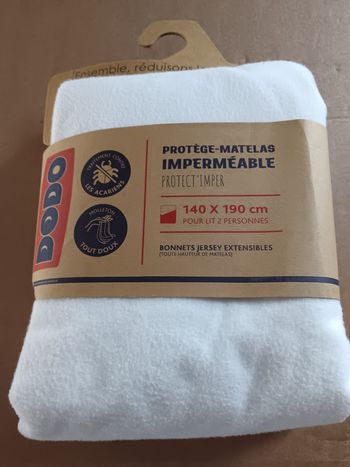 Ensemble, réduisons
DODO
TRAITEMENT CONTRE
LES ACARIENS
MOLLETON
TOUT DOUX
PROTÈGE-MATELAS
IMPERMÉABLE
PROTECT'IMPER
140 X 190 cm
POUR LIT 2 PERSONNES
BONNETS JERSEY EXTENSIBLES
(TOUTE HAUTEUR DE MATELAS)